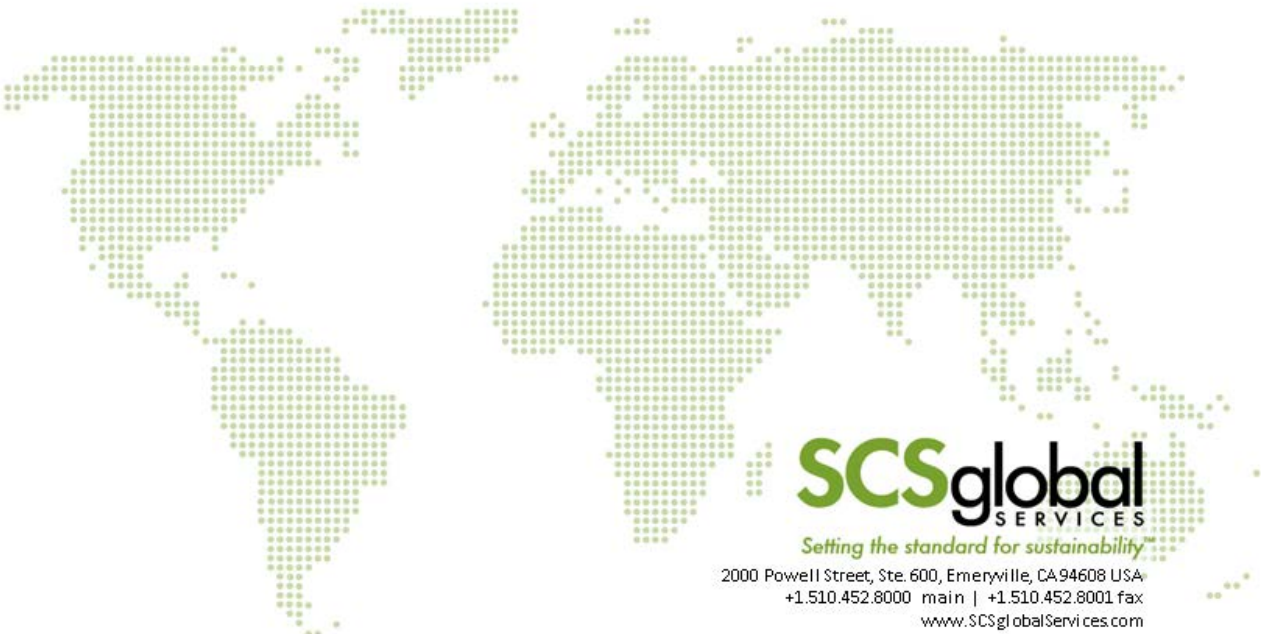 SCSglobal
SERVICES
Setting the standard for sustainability™
2000 Powell Street, Ste. 600, Emeryville, CA 94608 USA
+1.510.452.8000 main | +1.510.452.8001 fax
www.SCSglobalServices.com